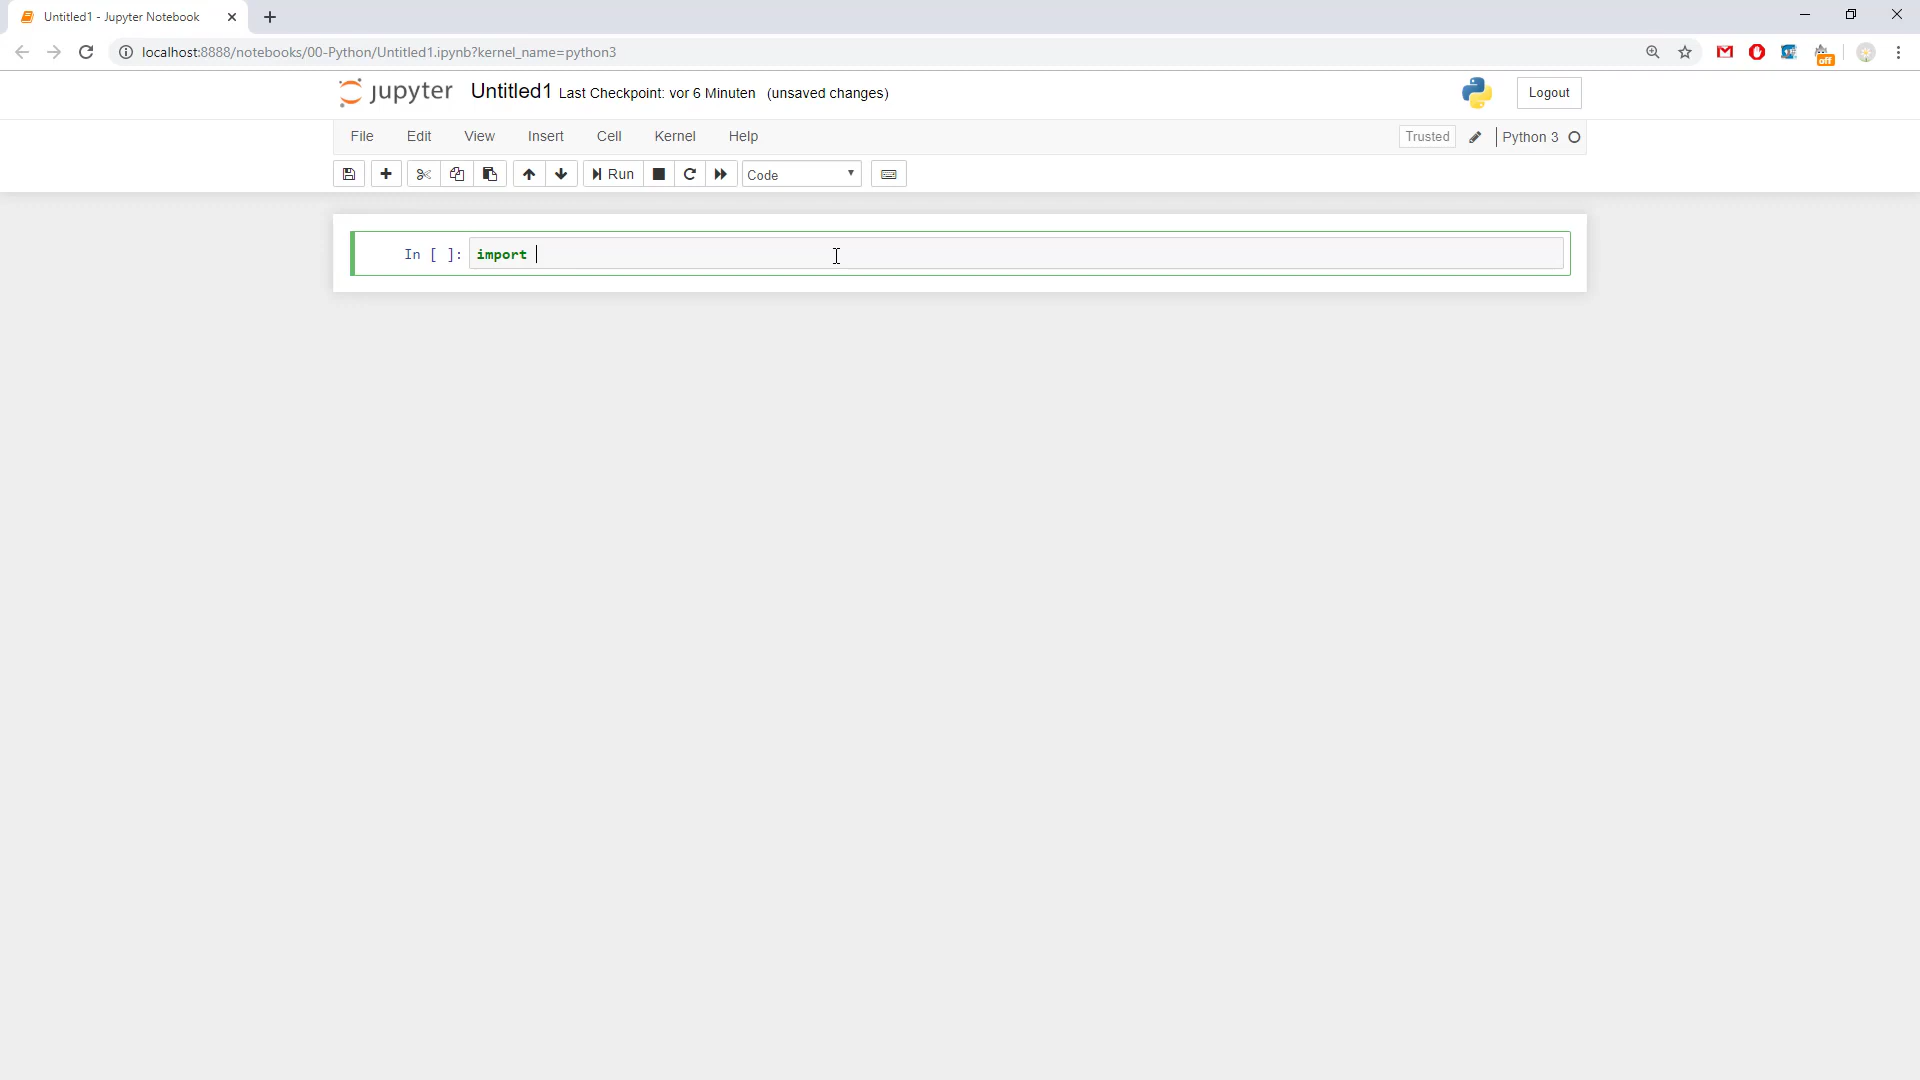 Untitled1 - Jupyter Notebook
localhost:8888/notebooks/00-Python/Untitled1.ipynb?kernel_name=python3
off
jupyter Untitled1 Last Checkpoint: vor 6 Minuten (unsaved changes)
Logout
File Edit View Insert Cell Kernel Help
Trusted Python 3
Run Code
In [ ]: import